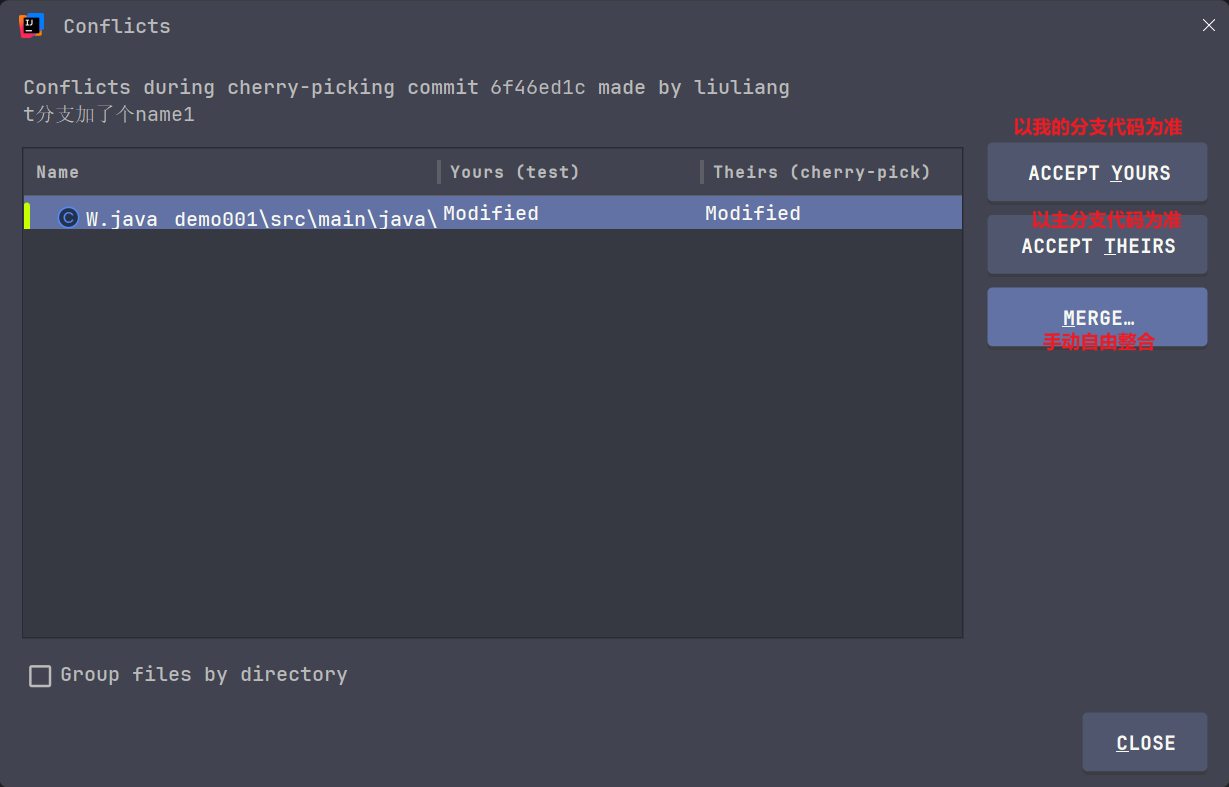 Conflicts
Conflicts during cherry-picking commit 6f46ed1c made by liuliang
t分支加了个name1
Name Yours (test) Theirs (cherry-pick)
W.java demo001\src\main\java\ Modified Modified
以我的分支代码为准
ACCEPT YOURS
以主分支代码为准
ACCEPT THEIRS
MERGE…
手动自由整合
Group files by directory
CLOSE